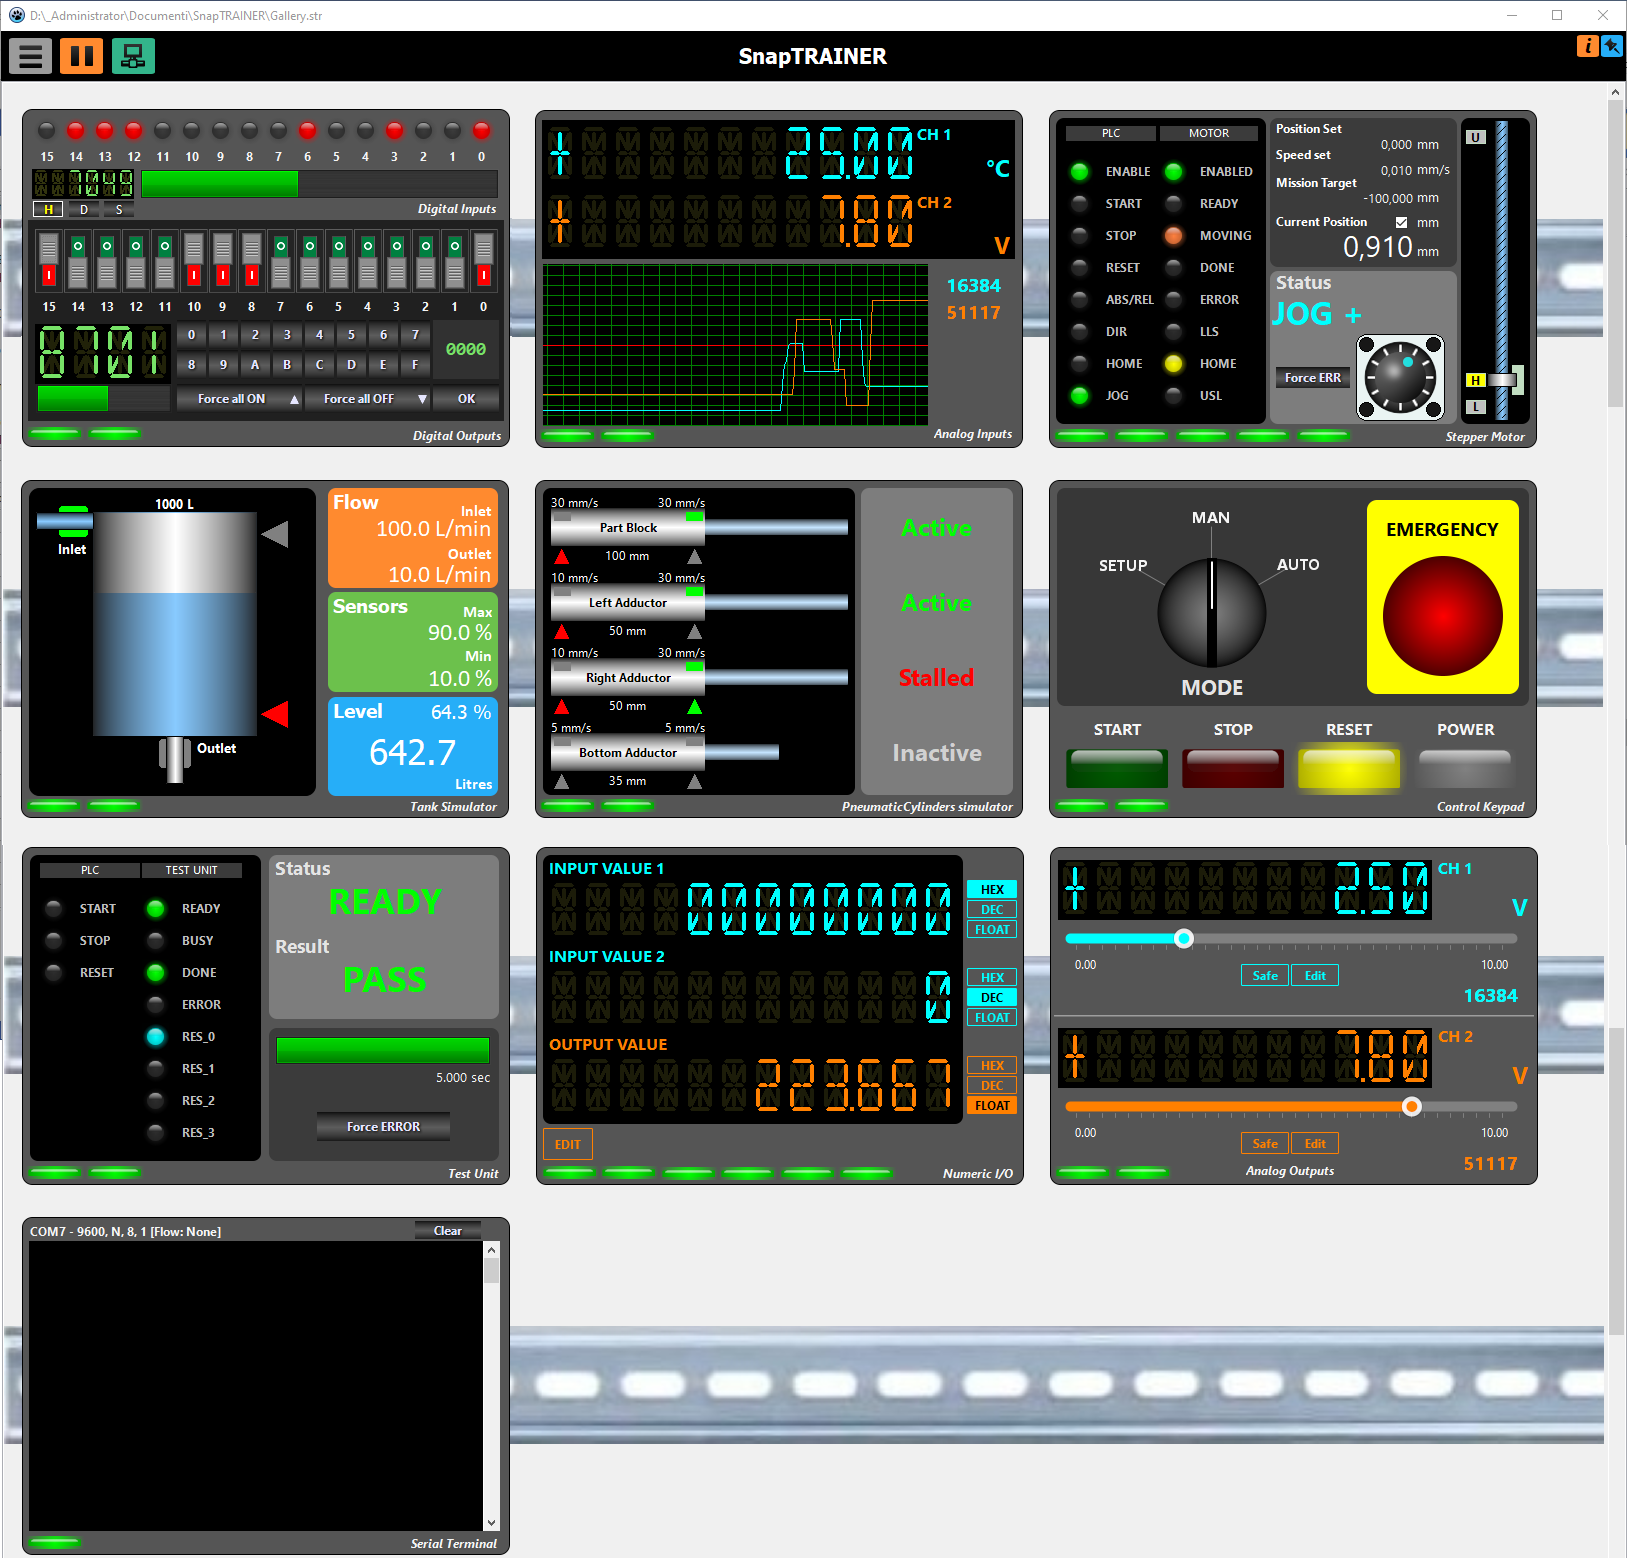 D:\_Administrator\Documenti\SnapTRAINER\Gallery.str
SnapTRAINER
15 14 13 12 11 10 9 8 7 6 5 4 3 2 1 0
7049
H D S
Digital Inputs
15 14 13 12 11 10 9 8 7 6 5 4 3 2 1 0
8701
0 1 2 3 4 5 6 7
8 9 A B C D E F
0000
Force all ON ▲ Force all OFF ▼ OK
Digital Outputs
+ 25.00 CH 1
°C
+ 7.80 CH 2
V
16384
51117
Analog Inputs
PLC MOTOR
ENABLE ENABLED
START READY
STOP MOVING
RESET DONE
ABS/REL ERROR
DIR LLS
HOME HOME
JOG USL
Position Set
0,000 mm
Speed set
0,010 mm/s
Mission Target
-100,000 mm
Current Position mm
0,910 mm
Status
JOG +
Force ERR
U
H
L
Stepper Motor
1000 L
Inlet
Outlet
Flow
Inlet
100.0 L/min
Outlet
10.0 L/min
Sensors
Max
90.0 %
Min
10.0 %
Level 64.3 %
642.7
Litres
Tank Simulator
30 mm/s 30 mm/s
Part Block
100 mm
Active
10 mm/s 30 mm/s
Left Adductor
50 mm
Active
10 mm/s 30 mm/s
Right Adductor
50 mm
Stalled
5 mm/s 5 mm/s
Bottom Adductor
35 mm
Inactive
PneumaticCylinders simulator
MAN
SETUP
AUTO
MODE
EMERGENCY
START STOP RESET POWER
Control Keypad
PLC TEST UNIT
START READY
STOP BUSY
RESET DONE
ERROR
RES_0
RES_1
RES_2
RES_3
Status
READY
Result
PASS
5.000 sec
Force ERROR
Test Unit
INPUT VALUE 1
00000000
HEX
DEC
FLOAT
INPUT VALUE 2
0
HEX
DEC
FLOAT
OUTPUT VALUE
223.667
HEX
DEC
FLOAT
EDIT
Numeric I/O
+ 2.50 CH 1
V
0.00 10.00
Safe Edit
16384
+ 7.80 CH 2
V
0.00 10.00
Safe Edit
51117
Analog Outputs
COM7 - 9600, N, 8, 1 [Flow: None] Clear
Serial Terminal